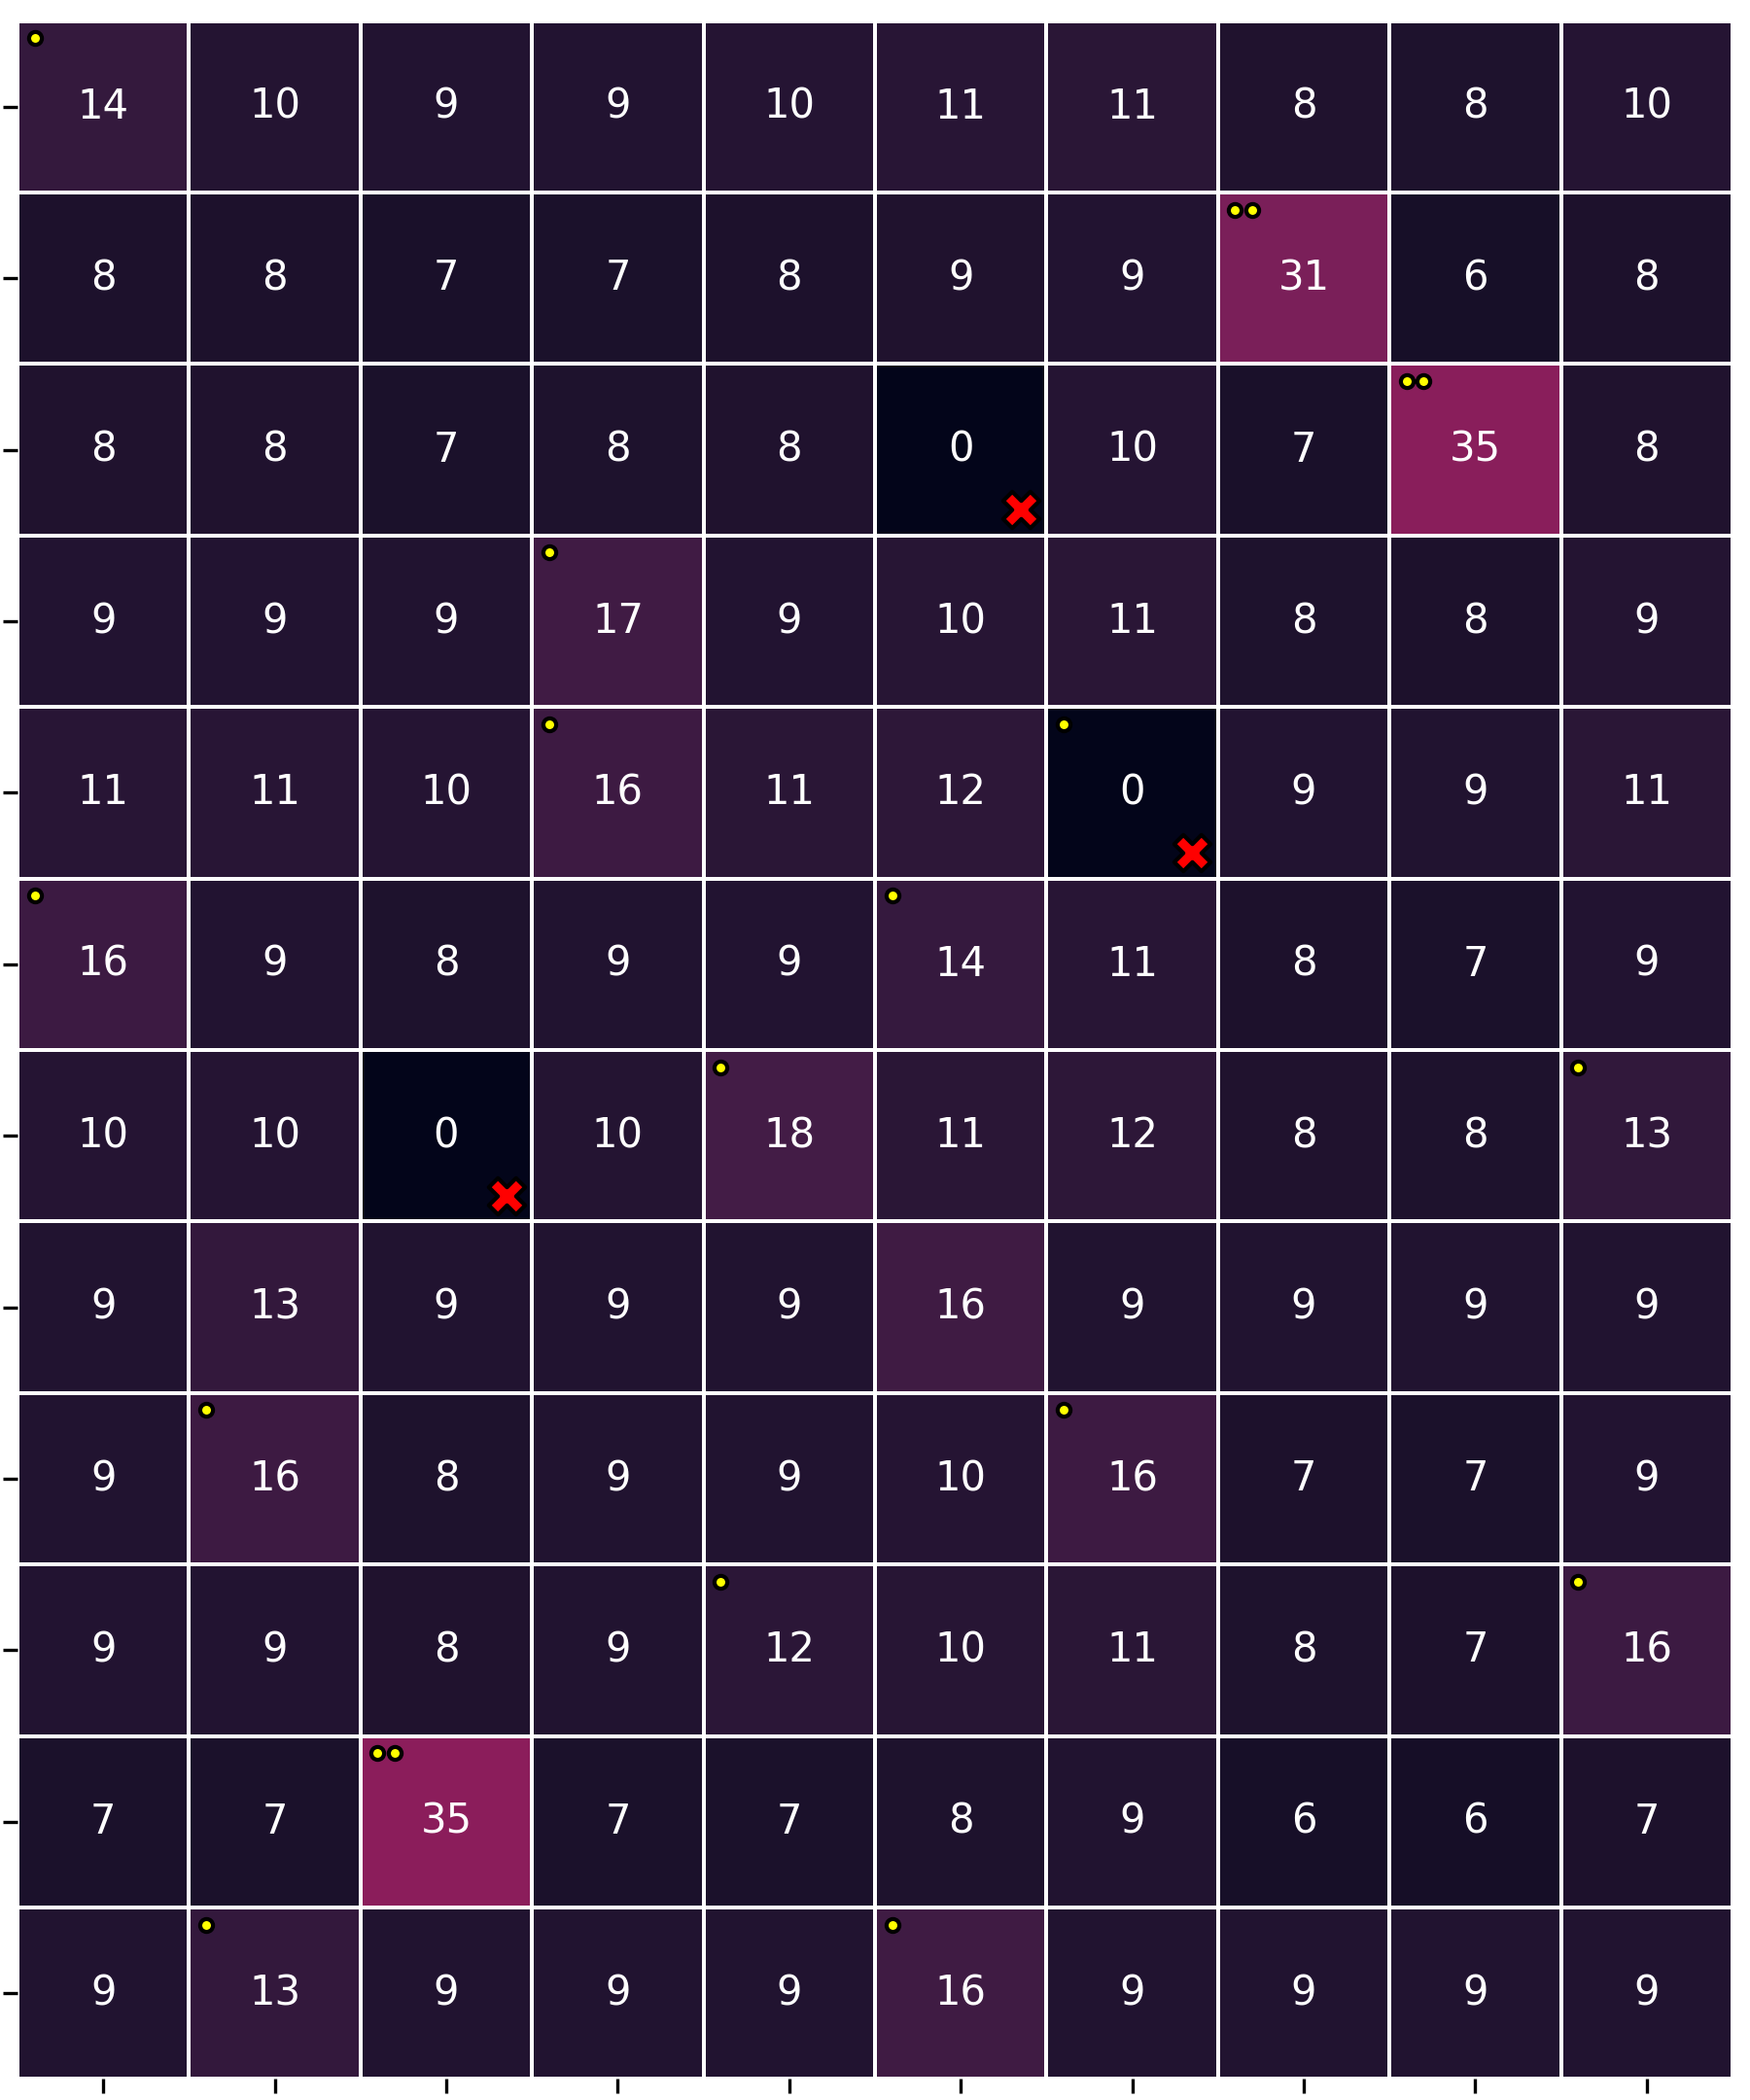 14 10 9 9 10 11 11 8 8 10
8 8 7 7 8 9 9 31 6 8
8 8 7 8 8 0 10 7 35 8
9 9 9 17 9 10 11 8 8 9
11 11 10 16 11 12 0 9 9 11
16 9 8 9 9 14 11 8 7 9
10 10 0 10 18 11 12 8 8 13
9 13 9 9 9 16 9 9 9 9
9 16 8 9 9 10 16 7 7 9
9 9 8 9 12 10 11 8 7 16
7 7 35 7 7 8 9 6 6 7
9 13 9 9 9 16 9 9 9 9